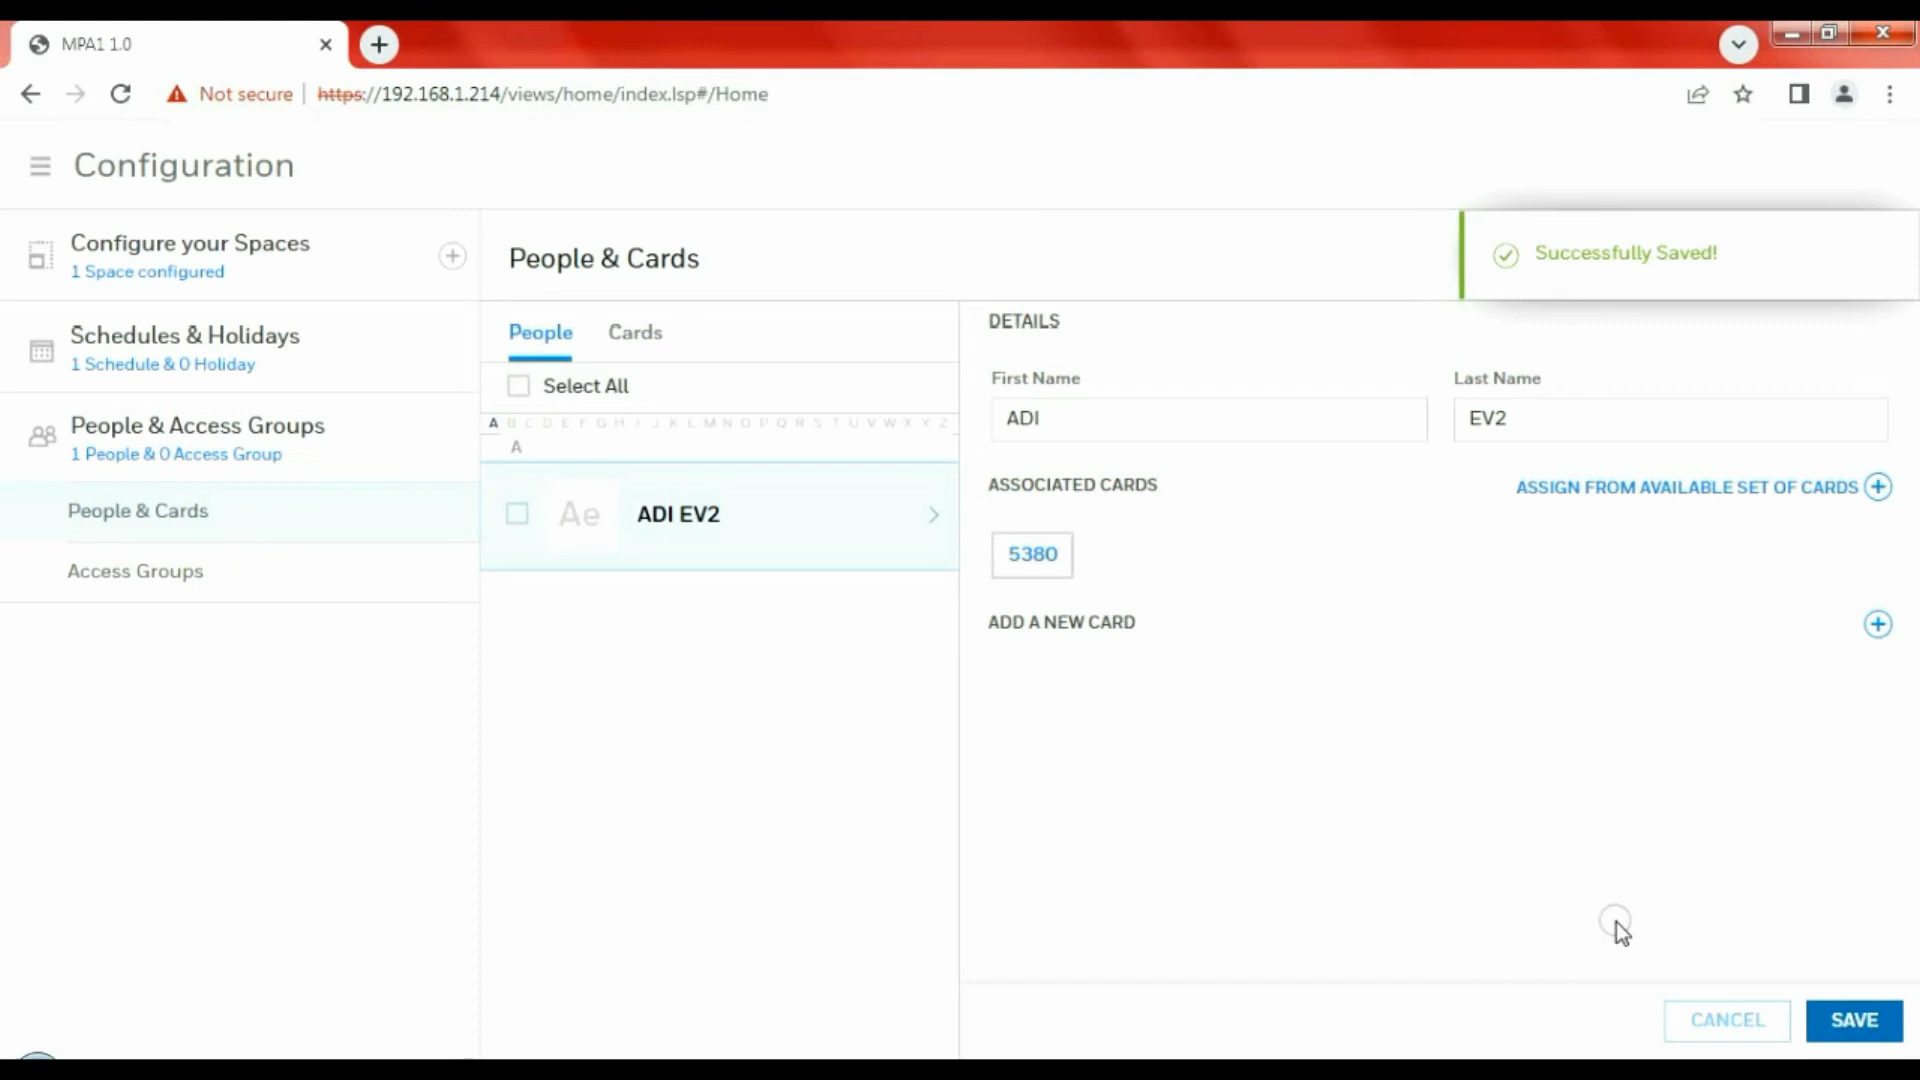 MPA1 1.0
Not secure
https://192.168.1.214/views/home/index.lsp#/Home
Configuration
Configure your Spaces
1 Space configured
Schedules & Holidays
1 Schedule & 0 Holiday
People & Access Groups
1 People & 0 Access Group
People & Cards
Access Groups
People & Cards
People Cards
Select All
A B C D E F G H I J K L M N O P Q R S T U V W X Y Z
A
Ae ADI EV2
Successfully Saved!
DETAILS
First Name Last Name
ADI EV2
ASSOCIATED CARDS
ASSIGN FROM AVAILABLE SET OF CARDS
5380
ADD A NEW CARD
CANCEL SAVE